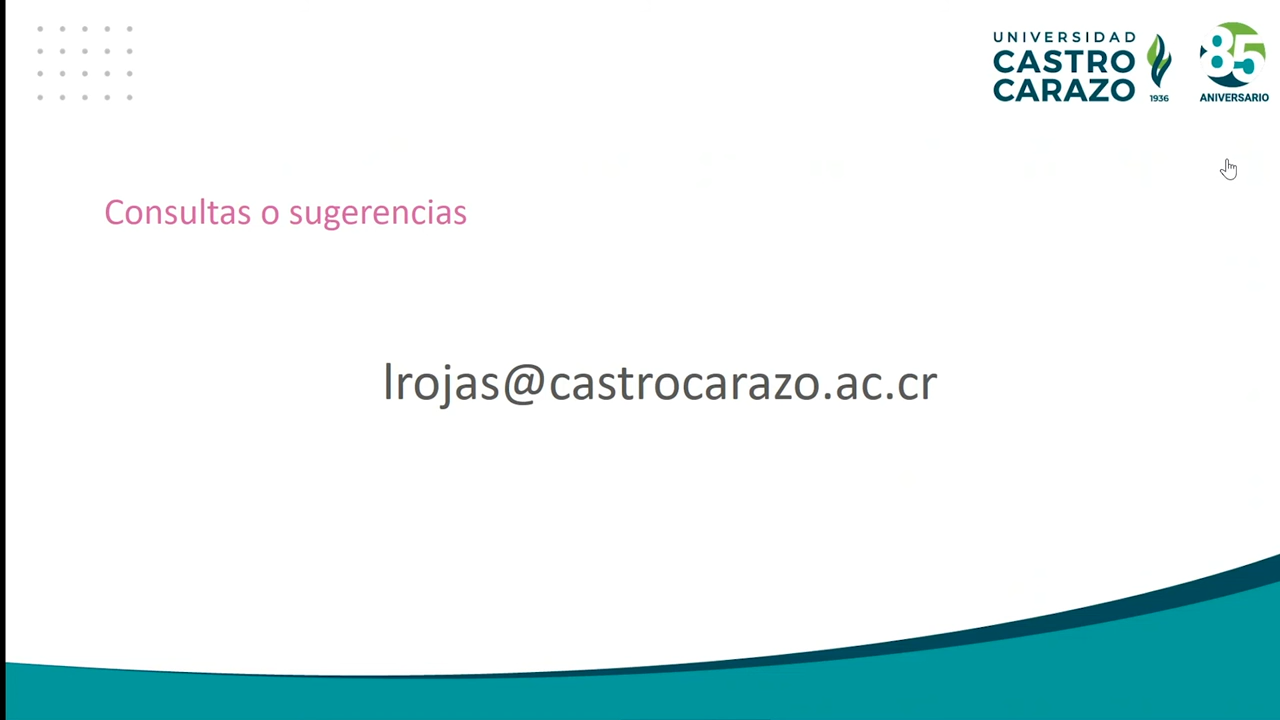 UNIVERSIDAD
CASTRO
CARAZO
1936
85
ANIVERSARIO
Consultas o sugerencias
lrojas@castrocarazo.ac.cr